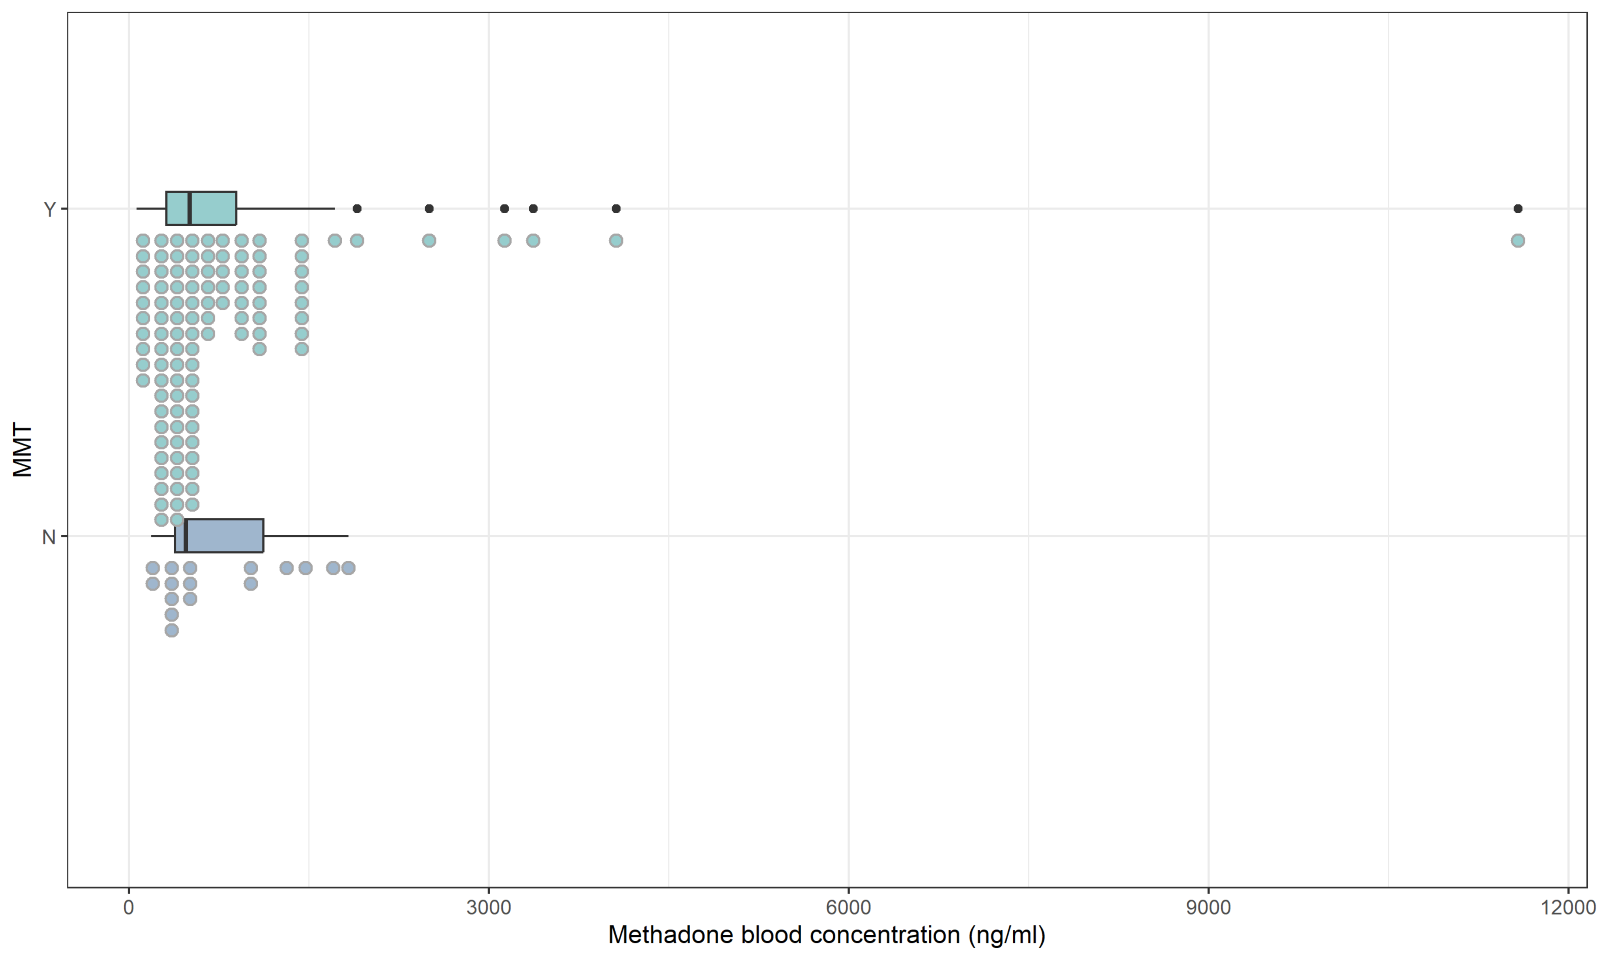 MMT
Y
N
0 3000 6000 9000 12000
Methadone blood concentration (ng/ml)